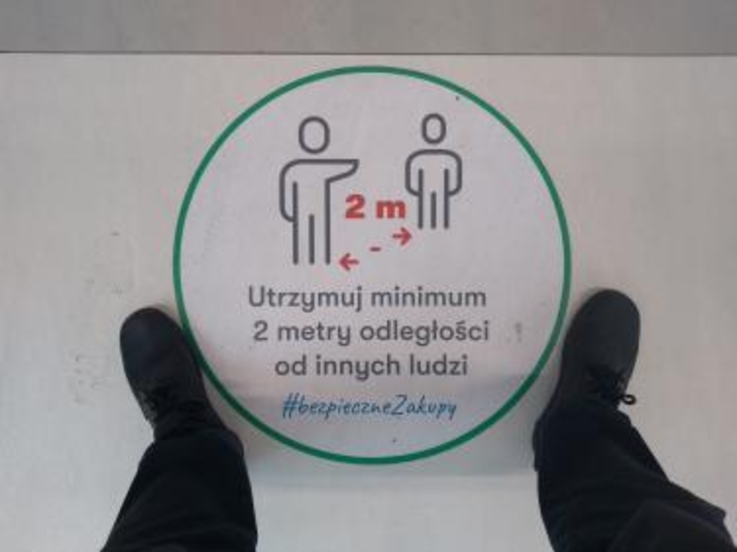 2 m
Utrzymuj minimum
2 metry odległości
od innych ludzi
#bezpieczneZakupy